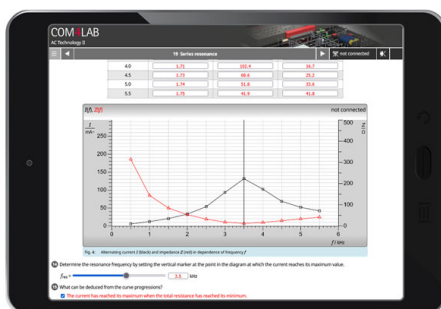 COM4LAB
AC Technology II
19 Series resonance
not connected
4.0 1.71 102.4 16.7
4.5 1.73 68.6 25.2
5.0 1.74 51.8 33.6
5.5 1.75 41.9 41.8
I(f), Z(f) not connected
I
mA
Z
Ω
250
200
150
100
50
0
500
400
300
200
100
0
0 1 2 3 4 5 6
f / kHz
Fig. 4: Alternating current I (black) and impedance Z (red) in dependence of frequency f
Determine the resonance frequency by setting the vertical marker at the point in the diagram at which the current reaches its maximum value.
kHz
What can be deduced from the curve progressions?
The current has reached its maximum when the total resistance has reached its minimum.